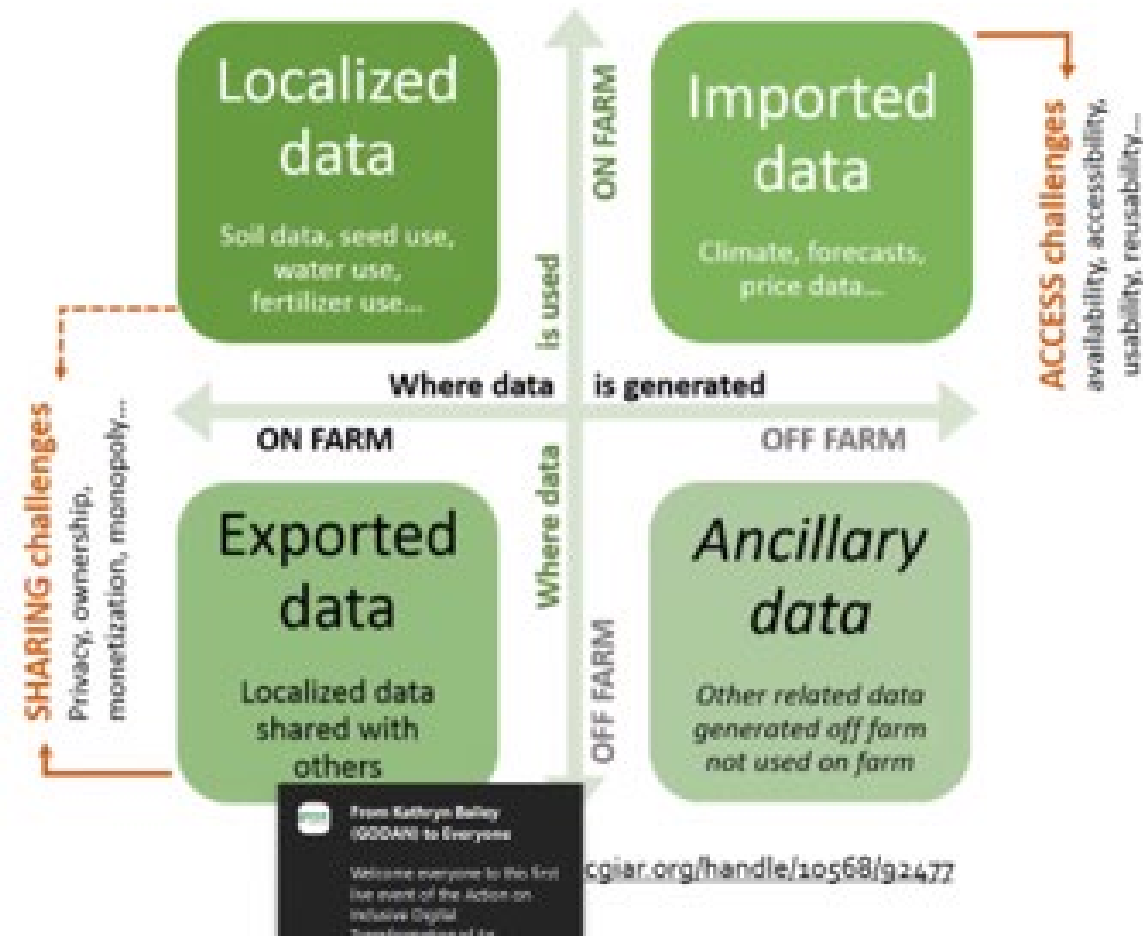 Localized
data
Soil data, seed use,
water use,
fertilizer use...
Imported
data
Climate, forecasts,
price data...
ON FARM
is used
ACCESS challenges
availability, accessibility,
usability, reusability...
Where data is generated
ON FARM
OFF FARM
SHARING challenges
Privacy, ownership,
monetization, monopoly...
Where data
OFF FARM
Exported
data
Localized data
shared with
others
Ancillary
data
Other related data
generated off farm
not used on farm
From Kathryn Bailey
(GODAN) to Everyone
Welcome everyone to this first
live event of the Action on
Inclusive Digital
cgiar.org/handle/10568/92477